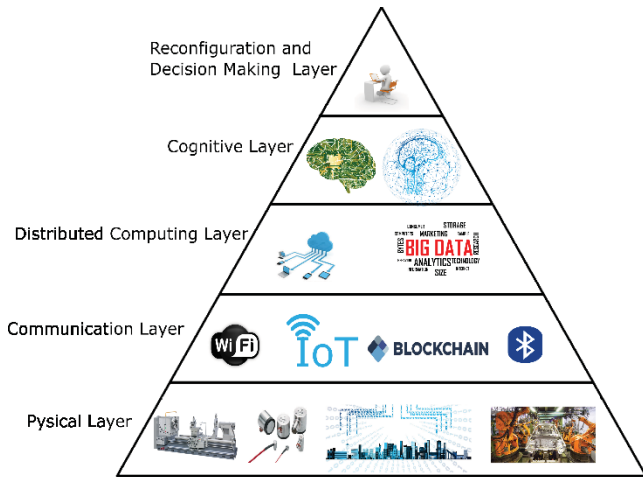 Reconfiguration and
Decision Making Layer
Cognitive Layer
Distributed Computing Layer
STORAGE
MARKETING
BYTES
BIG DATA
RESEARCH
ANALYTICS
TECHNOLOGY
SIZE
Communication Layer
WiFi
IoT
BLOCKCHAIN
Pysical Layer